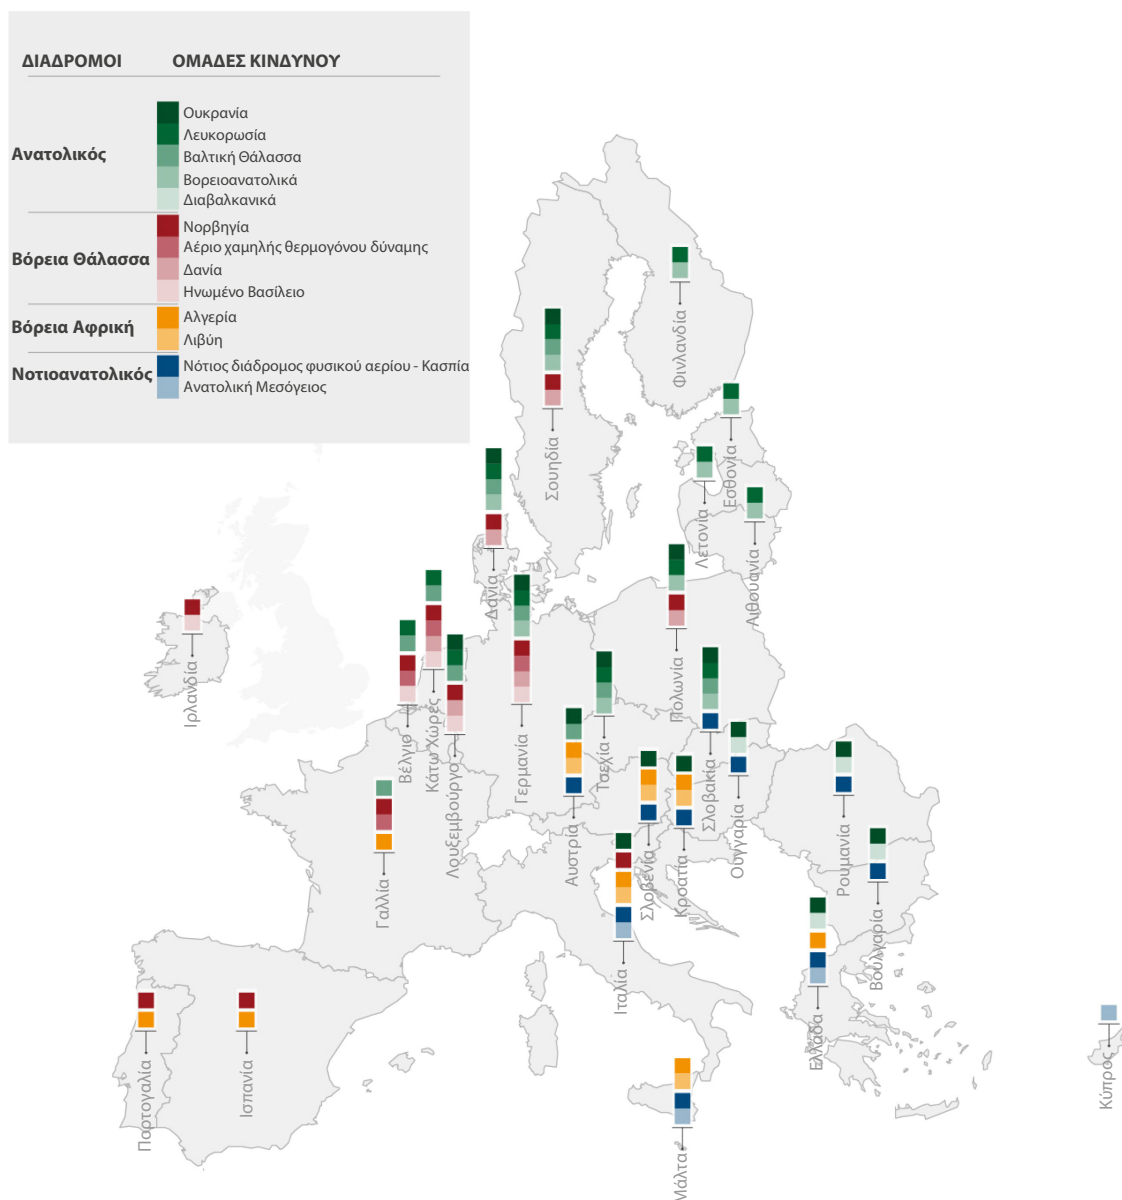 ΔΙΑΔΡΟΜΟΙ ΟΜΑΔΕΣ ΚΙΝΔΥΝΟΥ
Ανατολικός
Ουκρανία
Λευκορωσία
Βαλτική Θάλασσα
Βορειοανατολικά
Διαβαλκανικά
Βόρεια Θάλασσα
Νορβηγία
Αέριο χαμηλής θερμογόνου δύναμης
Δανία
Ηνωμένο Βασίλειο
Βόρεια Αφρική
Αλγερία
Λιβύη
Νοτιοανατολικός
Νότιος διάδρομος φυσικού αερίου - Κασπία
Ανατολική Μεσόγειος
Φινλανδία
Σουηδία
Εσθονία
Λετονία
Λιθουανία
Δανία
Ιρλανδία
Πολωνία
Βέλγιο
Κάτω Χώρες
Λουξεμβούργο
Γερμανία
Τσεχία
Σλοβακία
Ουγγαρία
Αυστρία
Σλοβενία
Κροατία
Ρουμανία
Βουλγαρία
Γαλλία
Ιταλία
Ελλάδα
Πορτογαλία
Ισπανία
Μάλτα
Κύπρος